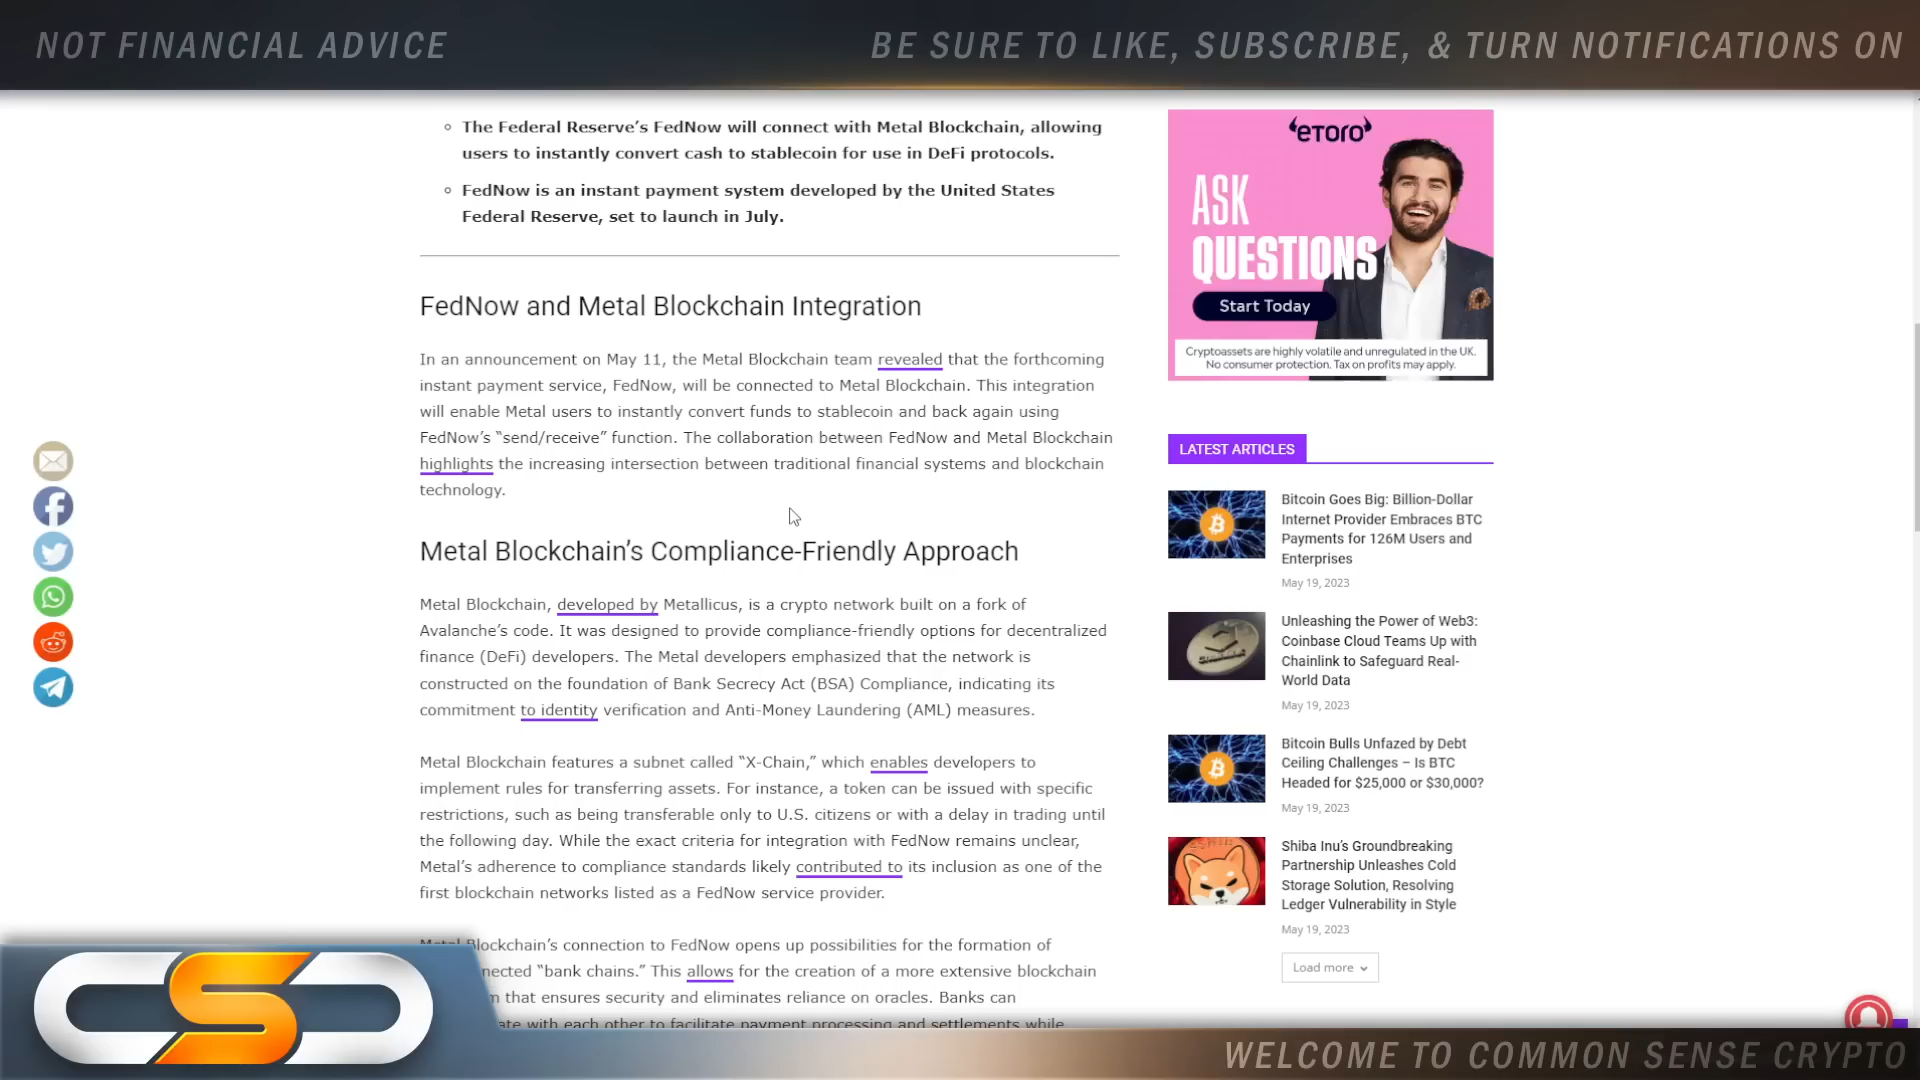 NOT FINANCIAL ADVICE
BE SURE TO LIKE, SUBSCRIBE, & TURN NOTIFICATIONS ON
The Federal Reserve's FedNow will connect with Metal Blockchain, allowing
users to instantly convert cash to stablecoin for use in DeFi protocols.
FedNow is an instant payment system developed by the United States
Federal Reserve, set to launch in July.
FedNow and Metal Blockchain Integration
In an announcement on May 11, the Metal Blockchain team revealed that the forthcoming
instant payment service, FedNow, will be connected to Metal Blockchain. This integration
will enable Metal users to instantly convert funds to stablecoin and back again using
FedNow's “send/receive” function. The collaboration between FedNow and Metal Blockchain
highlights the increasing intersection between traditional financial systems and blockchain
technology.
Metal Blockchain's Compliance-Friendly Approach
Metal Blockchain, developed by Metallicus, is a crypto network built on a fork of
Avalanche's code. It was designed to provide compliance-friendly options for decentralized
finance (DeFi) developers. The Metal developers emphasized that the network is
constructed on the foundation of Bank Secrecy Act (BSA) Compliance, indicating its
commitment to identity verification and Anti-Money Laundering (AML) measures.
Metal Blockchain features a subnet called “X-Chain,” which enables developers to
implement rules for transferring assets. For instance, a token can be issued with specific
restrictions, such as being transferable only to U.S. citizens or with a delay in trading until
the following day. While the exact criteria for integration with FedNow remains unclear,
Metal's adherence to compliance standards likely contributed to its inclusion as one of the
first blockchain networks listed as a FedNow service provider.
Metal Blockchain's connection to FedNow opens up possibilities for the formation of
nected “bank chains.” This allows for the creation of a more extensive blockchain
m that ensures security and eliminates reliance on oracles. Banks can
ate with each other to facilitate payment processing and settlements while
etoro
ASK
QUESTIONS
Start Today
Cryptoassets are highly volatile and unregulated in the UK.
No consumer protection. Tax on profits may apply.
LATEST ARTICLES
Bitcoin Goes Big: Billion-Dollar
Internet Provider Embraces BTC
Payments for 126M Users and
Enterprises
May 19, 2023
Unleashing the Power of Web3:
Coinbase Cloud Teams Up with
Chainlink to Safeguard Real-
World Data
May 19, 2023
Bitcoin Bulls Unfazed by Debt
Ceiling Challenges – Is BTC
Headed for $25,000 or $30,000?
May 19, 2023
Shiba Inu's Groundbreaking
Partnership Unleashes Cold
Storage Solution, Resolving
Ledger Vulnerability in Style
May 19, 2023
Load more
CSC
WELCOME TO COMMON SENSE CRYPTO